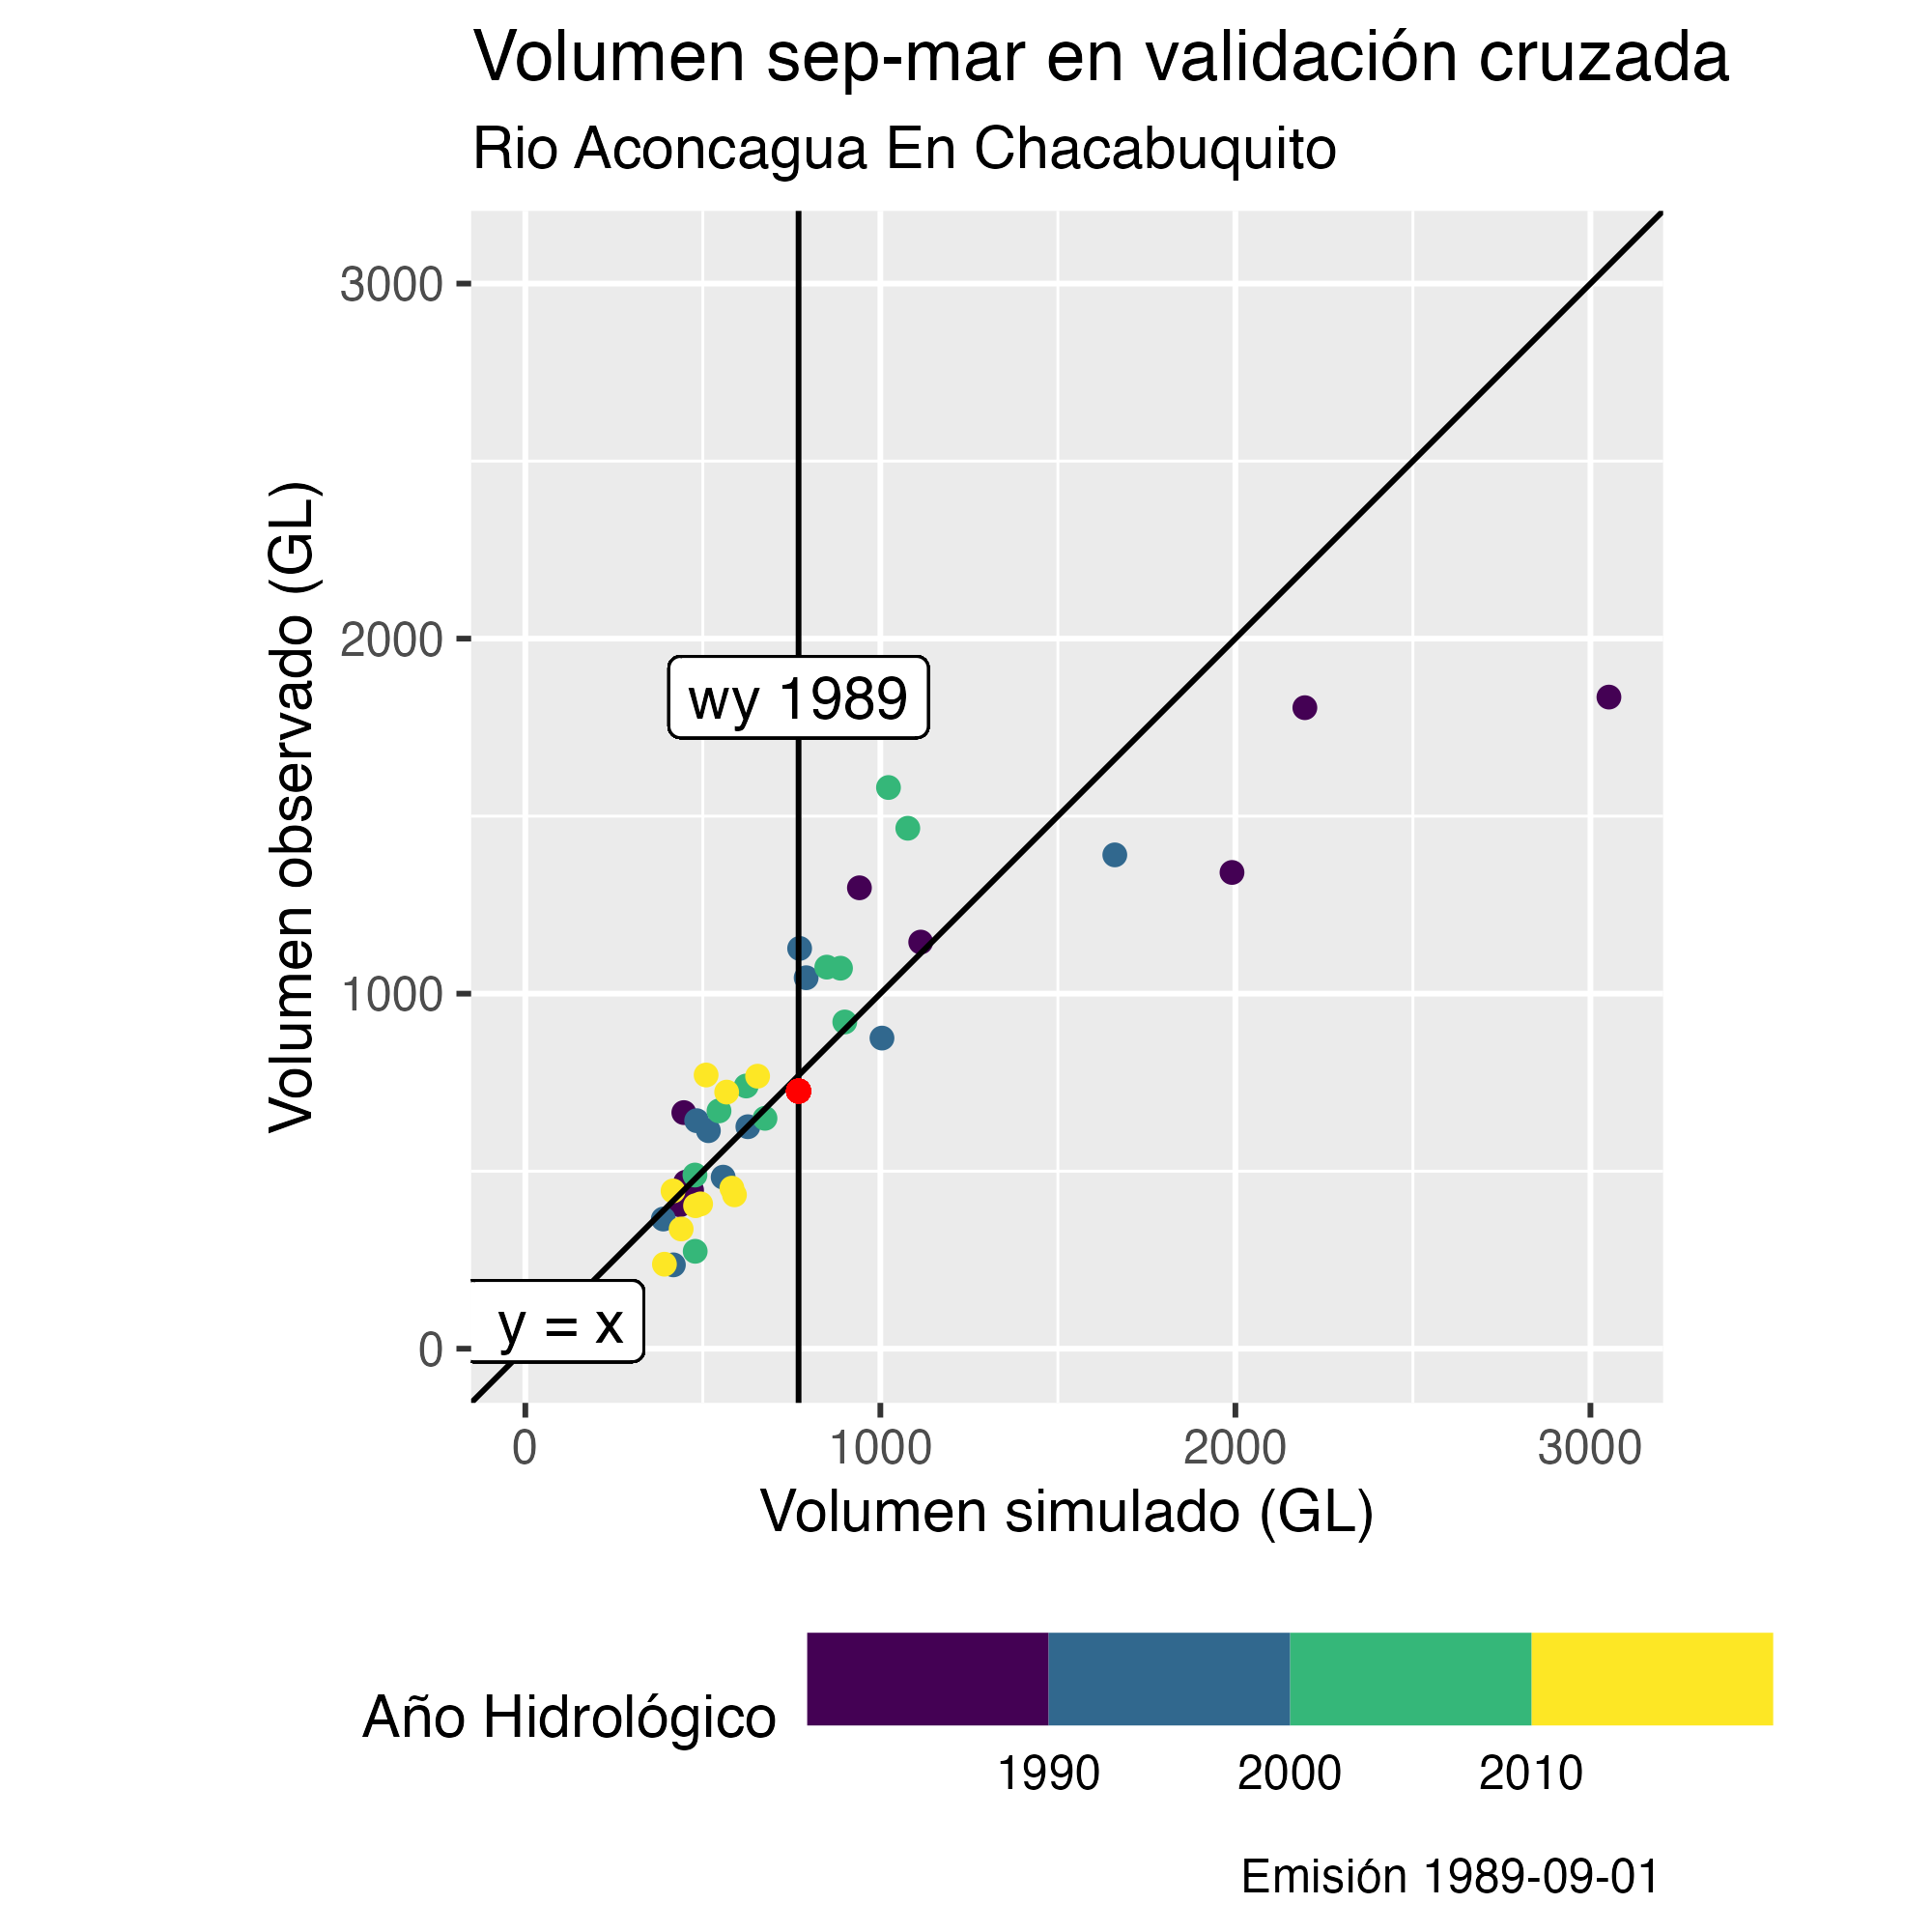 Volumen sep-mar en validación cruzada
Rio Aconcagua En Chacabuquito
Volumen observado (GL)
3000
2000
1000
0
wy 1989
y = x
0 1000 2000 3000
Volumen simulado (GL)
Año Hidrológico
1990 2000 2010
Emisión 1989-09-01